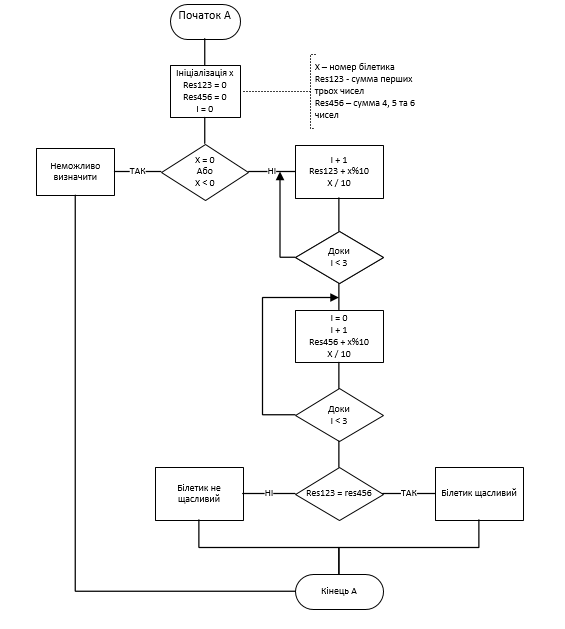 Початок А
Ініціалізація x
Res123 = 0
Res456 = 0
I = 0
X – номер білетика
Res123 - сумма перших
трьох чисел
Res456 – сумма 4, 5 та 6
чисел
Неможливо
визначити
ТАК
X = 0
Або
X < 0
НІ
I + 1
Res123 + x%10
X / 10
Доки
I < 3
I = 0
I + 1
Res456 + x%10
X / 10
Доки
I < 3
Білетик не
щасливий
НІ
Res123 = res456
ТАК
Білетик щасливий
Кінець А